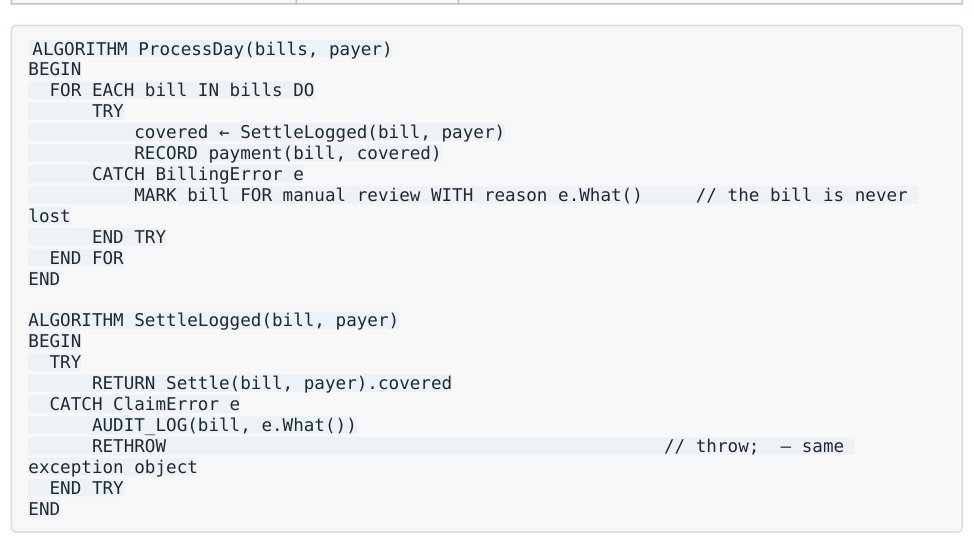 ALGORITHM ProcessDay(bills, payer)
BEGIN
  FOR EACH bill IN bills DO
      TRY
          covered ← SettleLogged(bill, payer)
          RECORD payment(bill, covered)
      CATCH BillingError e
          MARK bill FOR manual review WITH reason e.What()     // the bill is never
lost
      END TRY
  END FOR
END

ALGORITHM SettleLogged(bill, payer)
BEGIN
  TRY
      RETURN Settle(bill, payer).covered
  CATCH ClaimError e
      AUDIT_LOG(bill, e.What())
      RETHROW                                               // throw;  — same
exception object
  END TRY
END